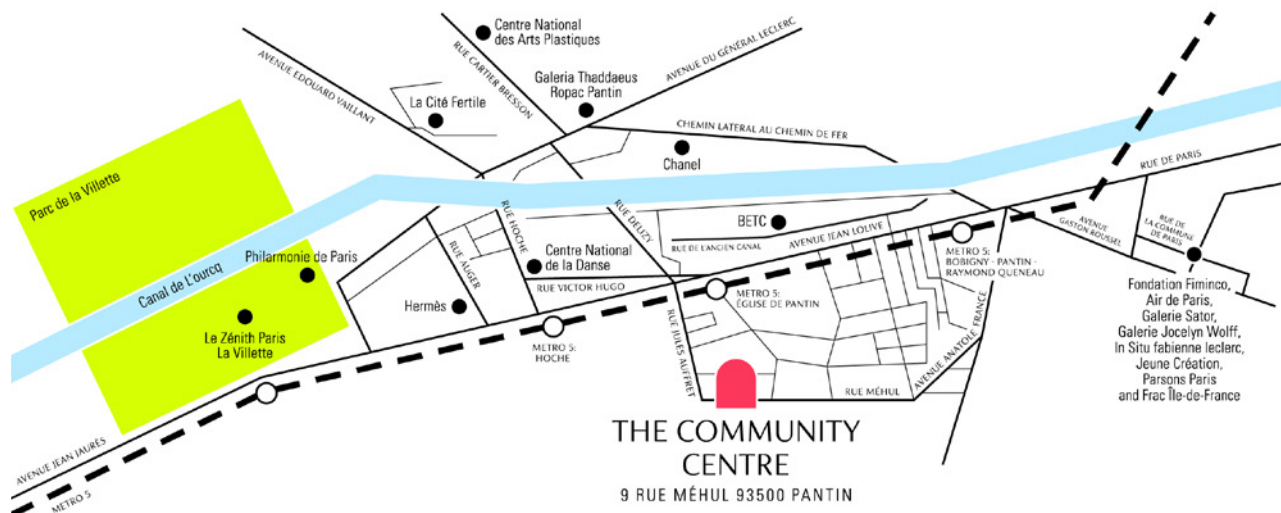 Centre National
des Arts Plastiques
AVENUE EDOUARD VAILLANT
RUE CARTIER BRESSON
AVENUE DU GÉNÉRAL LECLERC
Galeria Thaddaeus
Ropac Pantin
La Cité Fertile
CHEMIN LATERAL AU CHEMIN DE FER
Chanel
RUE DE PARIS
Parc de la Villette
Philarmonie de Paris
Canal de L'ourcq
Le Zénith Paris
La Villette
RUE HOCHE
RUE AUGER
RUE DELIZY
BETC
RUE DE L'ANCIEN CANAL
AVENUE JEAN LOLIVE
Centre National
de la Danse
RUE VICTOR HUGO
Hermès
METRO 5:
HOCHE
METRO 5:
ÉGLISE DE PANTIN
METRO 5:
BOBIGNY - PANTIN -
RAYMOND QUENEAU
AVENUE
GASTON ROUSSEL
RUE DE
LA COMMUNE
DE PARIS
Fondation Fiminco,
Air de Paris,
Galerie Sator,
Galerie Jocelyn Wolff,
In Situ fabienne leclerc,
Jeune Création,
Parsons Paris
and Frac Île-de-France
RUE JULES AUFFRET
AVENUE ANATOLE FRANCE
RUE MÉHUL
AVENUE JEAN JAURÈS
METRO 5
THE COMMUNITY
CENTRE
9 RUE MÉHUL 93500 PANTIN